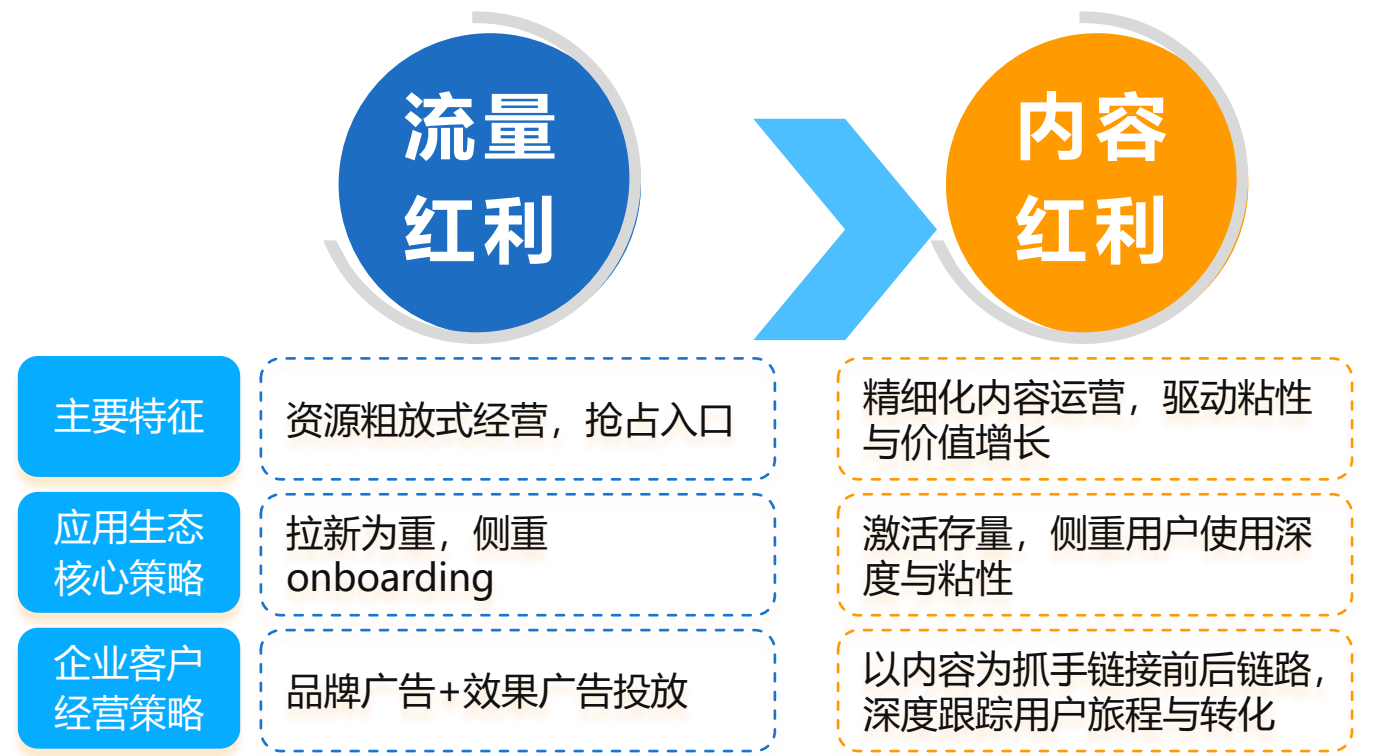 流量
红利
内容
红利
主要特征
资源粗放式经营，抢占入口
精细化内容运营，驱动粘性
与价值增长
应用生态
核心策略
拉新为重，侧重
onboarding
激活存量，侧重用户使用深
度与粘性
企业客户
经营策略
品牌广告+效果广告投放
以内容为抓手链接前后链路，
深度跟踪用户旅程与转化